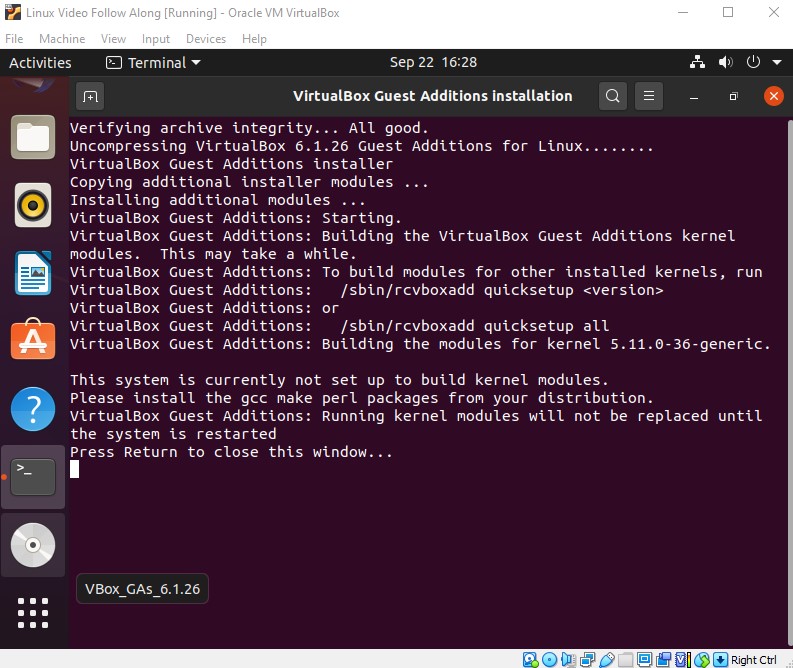 Linux Video Follow Along [Running] - Oracle VM VirtualBox
File Machine View Input Devices Help
Activities Terminal Sep 22 16:28
VirtualBox Guest Additions installation
Verifying archive integrity... All good.
Uncompressing VirtualBox 6.1.26 Guest Additions for Linux........
VirtualBox Guest Additions installer
Copying additional installer modules ...
Installing additional modules ...
VirtualBox Guest Additions: Starting.
VirtualBox Guest Additions: Building the VirtualBox Guest Additions kernel
modules.  This may take a while.
VirtualBox Guest Additions: To build modules for other installed kernels, run
VirtualBox Guest Additions:   /sbin/rcvboxadd quicksetup <version>
VirtualBox Guest Additions: or
VirtualBox Guest Additions:   /sbin/rcvboxadd quicksetup all
VirtualBox Guest Additions: Building the modules for kernel 5.11.0-36-generic.
This system is currently not set up to build kernel modules.
Please install the gcc make perl packages from your distribution.
VirtualBox Guest Additions: Running kernel modules will not be replaced until
the system is restarted
Press Return to close this window...
>_
VBox_GAs_6.1.26
Right Ctrl